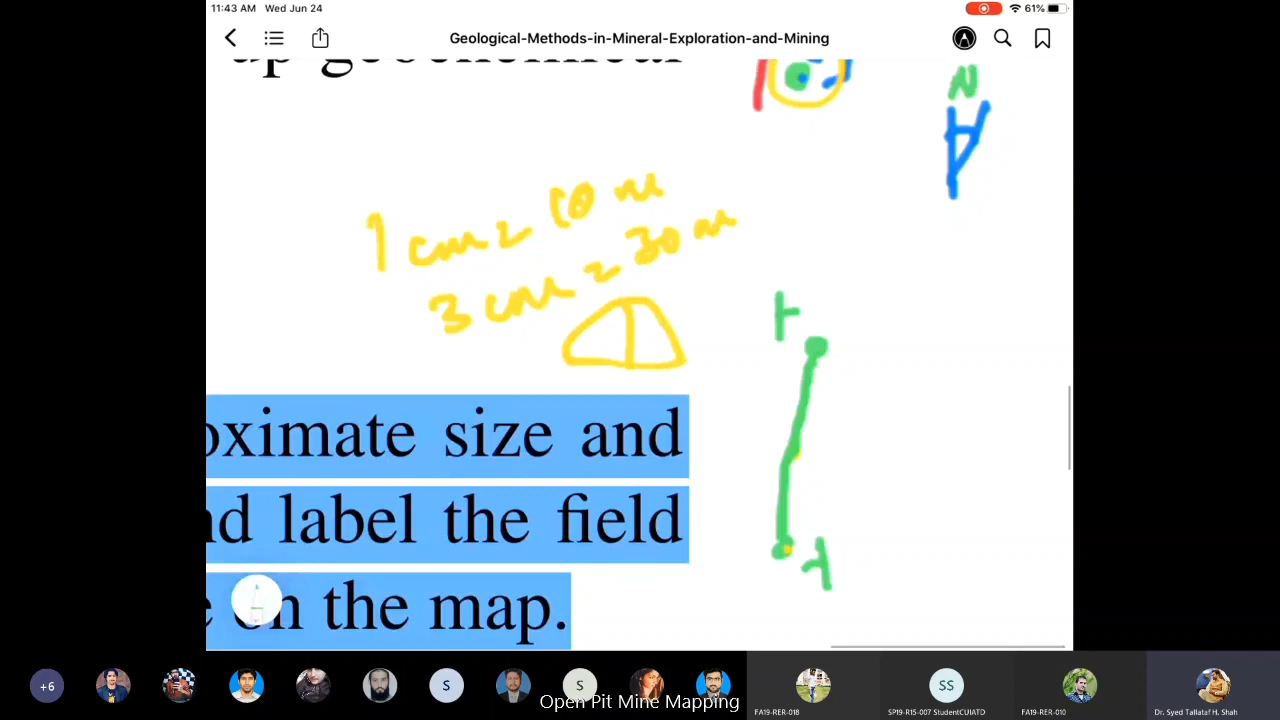 11:43 AM Wed Jun 24
61%
Geological-Methods-in-Mineral-Exploration-and-Mining
up geochemical
N
1 cm = 10 m
3 cm = 30 m
oximate size and
nd label the field
on the map.
+6
S
S
SS
FA19-RER-018
SP19-R15-007 StudentCUIATD
FA19-RER-010
Dr. Syed Tallataf H. Shah
Open Pit Mine Mapping